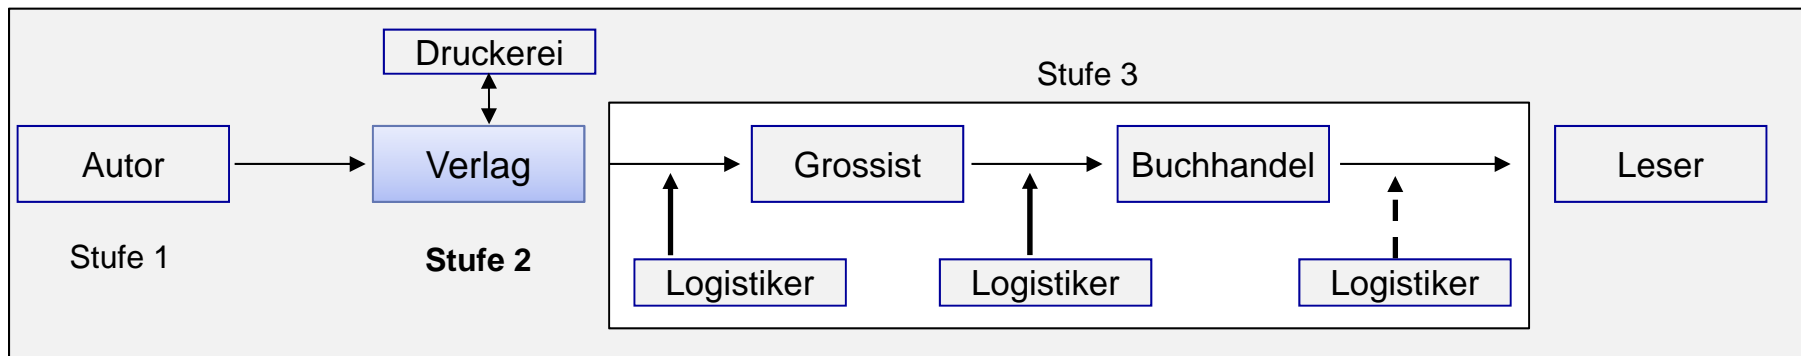 Druckerei
Stufe 3
Autor
Verlag
Grossist
Buchhandel
Leser
Stufe 1
Stufe 2
Logistiker
Logistiker
Logistiker